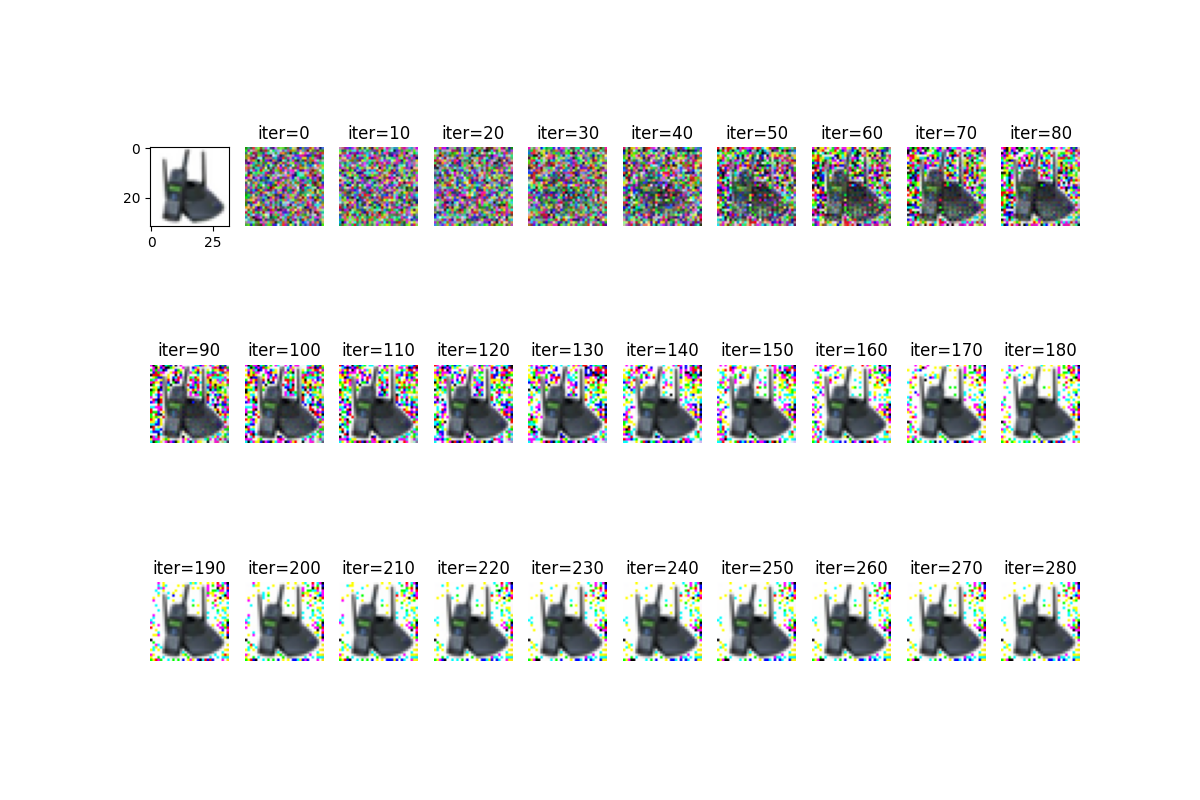 iter=0 iter=10 iter=20 iter=30 iter=40 iter=50 iter=60 iter=70 iter=80
0
20
0 25
iter=90 iter=100 iter=110 iter=120 iter=130 iter=140 iter=150 iter=160 iter=170 iter=180
iter=190 iter=200 iter=210 iter=220 iter=230 iter=240 iter=250 iter=260 iter=270 iter=280